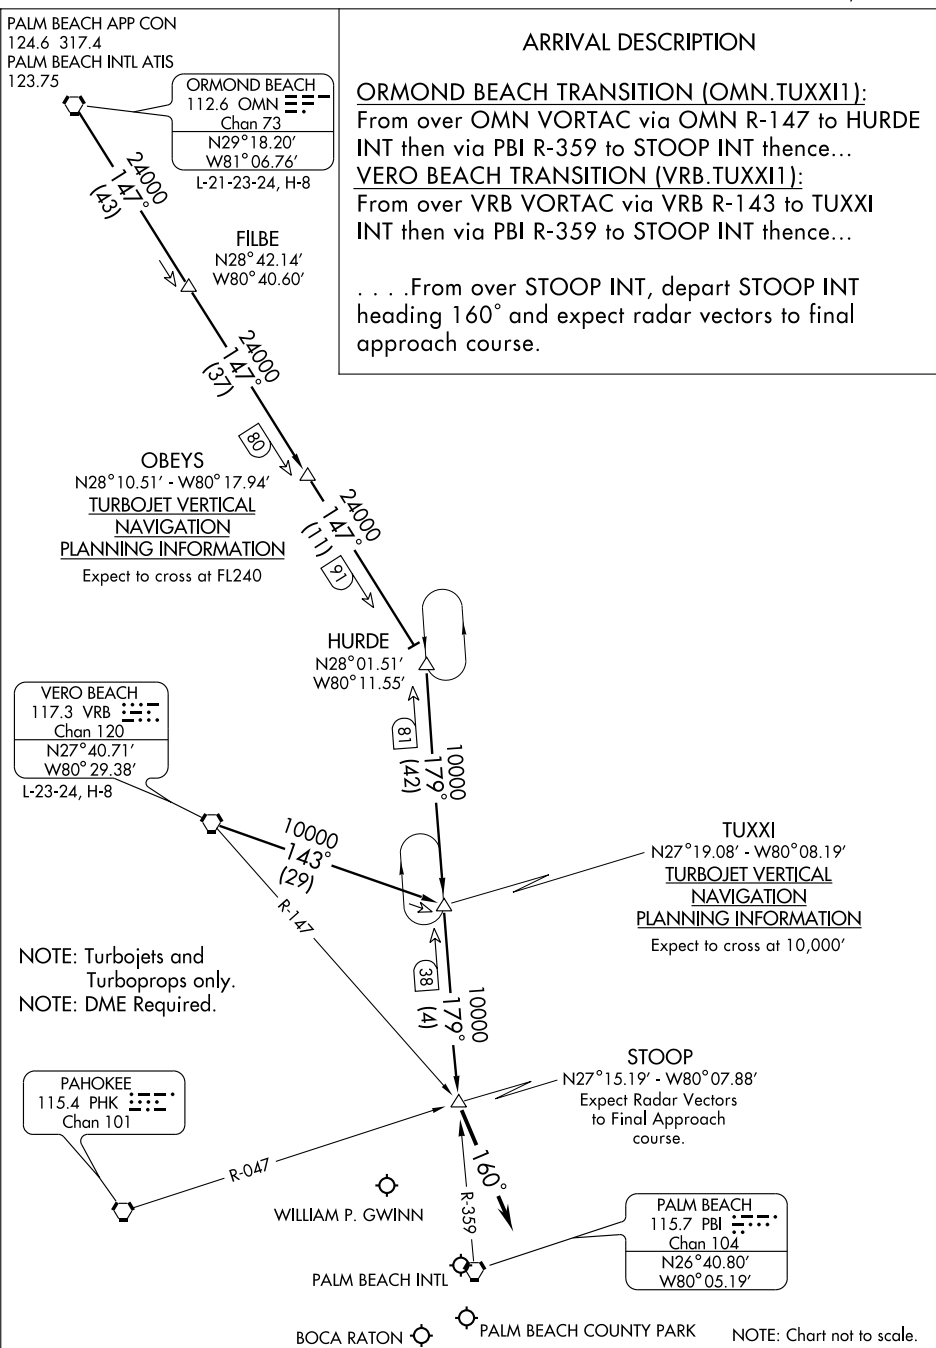 PALM BEACH APP CON
124.6 317.4
PALM BEACH INTL ATIS
123.75
ORMOND BEACH
112.6 OMN
Chan 73
N29°18.20'
W81°06.76'
L-21-23-24, H-8
ARRIVAL DESCRIPTION
ORMOND BEACH TRANSITION (OMN.TUXXI1):
From over OMN VORTAC via OMN R-147 to HURDE
INT then via PBI R-359 to STOOP INT thence...
VERO BEACH TRANSITION (VRB.TUXXI1):
From over VRB VORTAC via VRB R-143 to TUXXI
INT then via PBI R-359 to STOOP INT thence...
. . . .From over STOOP INT, depart STOOP INT
heading 160° and expect radar vectors to final
approach course.
24000
147°
(43)
FILBE
N28°42.14'
W80°40.60'
24000
147°
(37)
80
OBEYS
N28°10.51' - W80°17.94'
TURBOJET VERTICAL
NAVIGATION
PLANNING INFORMATION
Expect to cross at FL240
24000
147°
(11)
91
HURDE
N28°01.51'
W80°11.55'
VERO BEACH
117.3 VRB
Chan 120
N27°40.71'
W80°29.38'
L-23-24, H-8
81
(42)
179°
10000
10000
143°
(29)
TUXXI
N27°19.08' - W80°08.19'
TURBOJET VERTICAL
NAVIGATION
PLANNING INFORMATION
Expect to cross at 10,000'
R-147
NOTE: Turbojets and
Turboprops only.
NOTE: DME Required.
38
(4)
179°
10000
STOOP
N27°15.19' - W80°07.88'
Expect Radar Vectors
to Final Approach
course.
PAHOKEE
115.4 PHK
Chan 101
R-047
160°
R-359
WILLIAM P. GWINN
PALM BEACH
115.7 PBI
Chan 104
N26°40.80'
W80°05.19'
PALM BEACH INTL
BOCA RATON
PALM BEACH COUNTY PARK
NOTE: Chart not to scale.